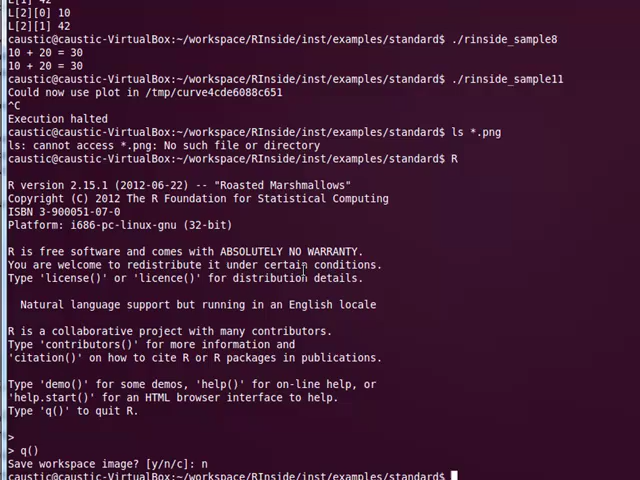 L[1] 42
L[2][0] 10
L[2][1] 42
caustic@caustic-VirtualBox:~/workspace/RInside/inst/examples/standard$ ./rinside_sample8
10 + 20 = 30
10 + 20 = 30
caustic@caustic-VirtualBox:~/workspace/RInside/inst/examples/standard$ ./rinside_sample11
Could now use plot in /tmp/curve4cde6088c651
^C
Execution halted
caustic@caustic-VirtualBox:~/workspace/RInside/inst/examples/standard$ ls *.png
ls: cannot access *.png: No such file or directory
caustic@caustic-VirtualBox:~/workspace/RInside/inst/examples/standard$ R
R version 2.15.1 (2012-06-22) -- "Roasted Marshmallows"
Copyright (C) 2012 The R Foundation for Statistical Computing
ISBN 3-900051-07-0
Platform: i686-pc-linux-gnu (32-bit)
R is free software and comes with ABSOLUTELY NO WARRANTY.
You are welcome to redistribute it under certain conditions.
Type 'license()' or 'licence()' for distribution details.
Natural language support but running in an English locale
R is a collaborative project with many contributors.
Type 'contributors()' for more information and
'citation()' on how to cite R or R packages in publications.
Type 'demo()' for some demos, 'help()' for on-line help, or
'help.start()' for an HTML browser interface to help.
Type 'q()' to quit R.
>
> q()
Save workspace image? [y/n/c]: n
caustic@caustic-VirtualBox:~/workspace/RInside/inst/examples/standard$